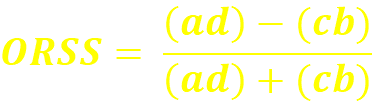 ORSS = (ad) − (cb) / (ad) + (cb)